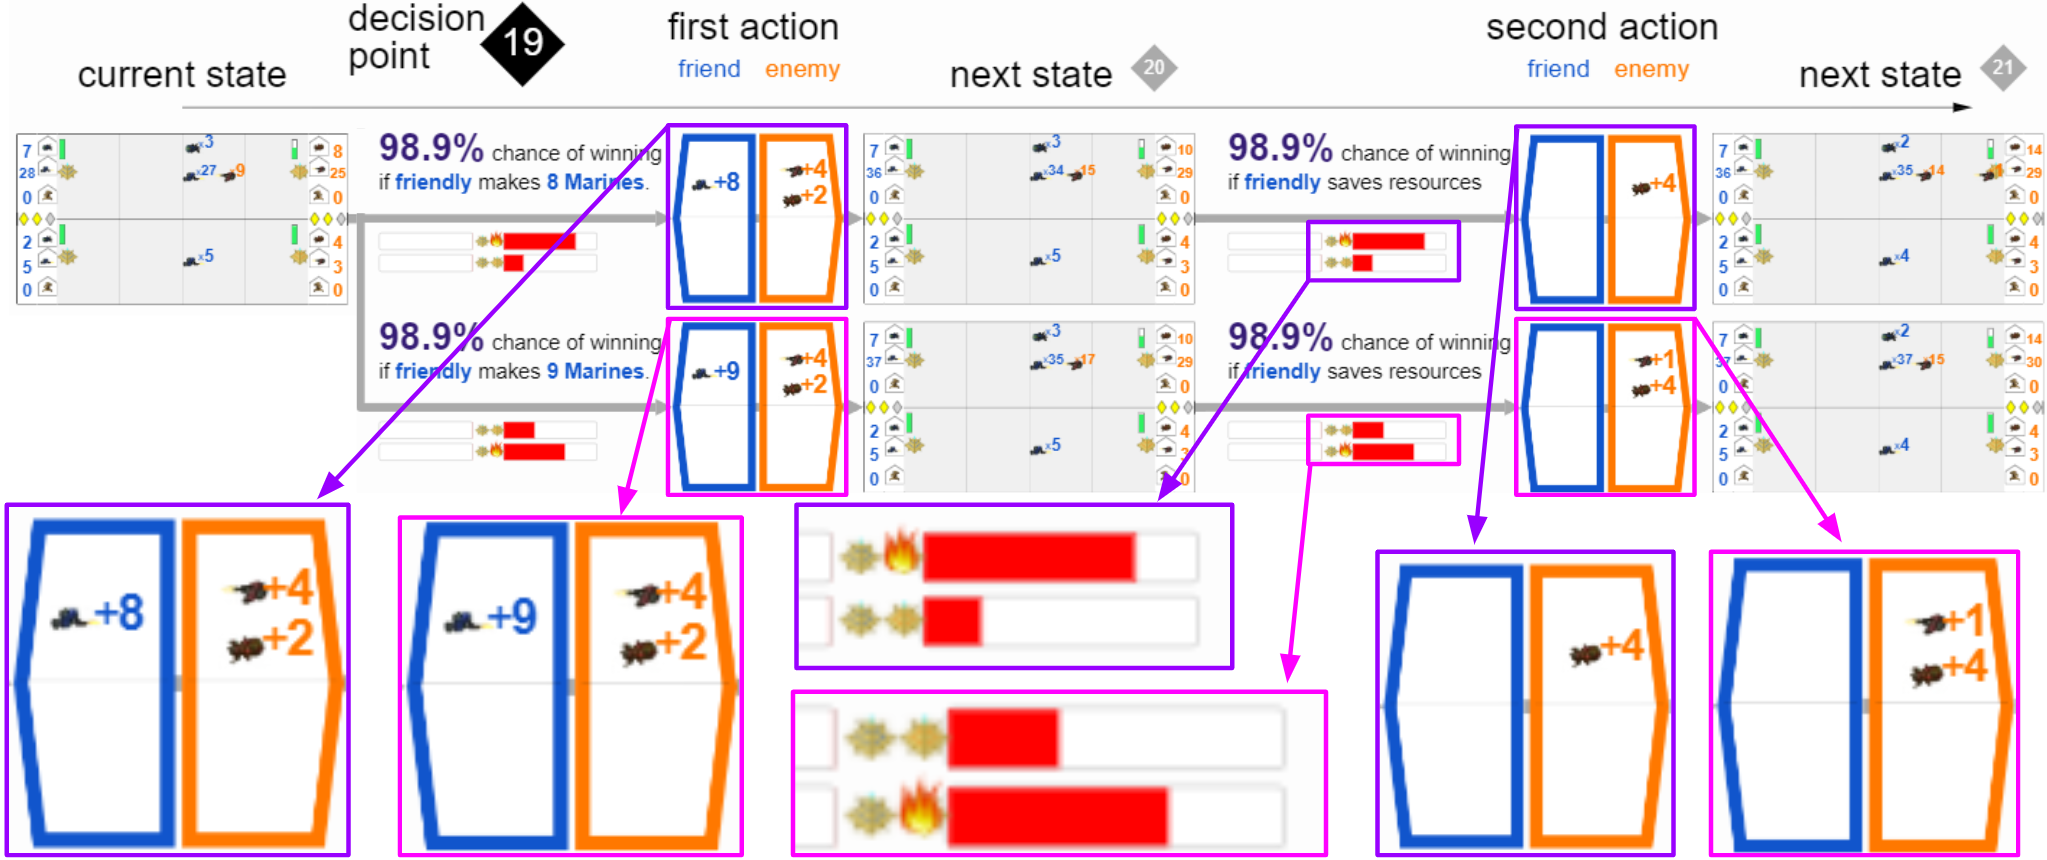 decision
point
19
first action
second action
friend enemy
friend enemy
current state
next state
20
next state
21
7
28
0
2
5
0
x3
x27
x9
x5
8
25
0
4
3
0
98.9% chance of winning
if friendly makes 8 Marines.
+8
+4
+2
7
36
0
2
5
0
x3
x34
x15
x5
10
29
0
4
3
0
98.9% chance of winning
if friendly saves resources
+4
7
36
0
2
5
0
x2
x35
x14
x4
14
29
0
4
3
0
98.9% chance of winning
if friendly makes 9 Marines.
+9
+4
+2
7
37
0
2
5
0
x3
x35
x17
x5
10
29
0
4
3
0
98.9% chance of winning
if friendly saves resources
+1
+4
7
37
0
2
5
0
x2
x37
x15
x4
14
30
0
4
3
0
+8
+4
+2
+9
+4
+2
+4
+1
+4